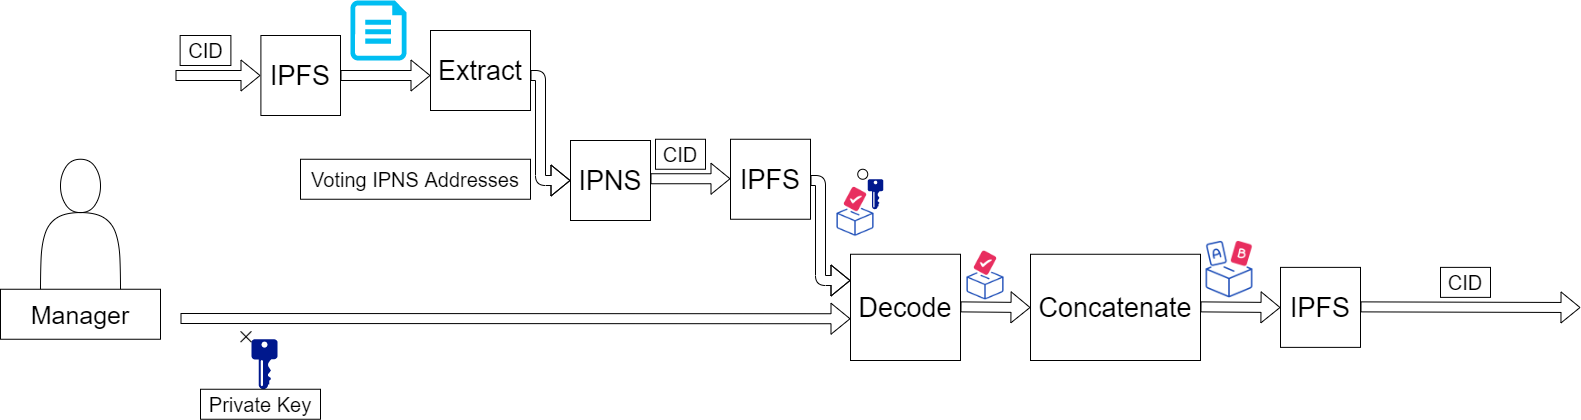 CID
IPFS
Extract
Voting IPNS Addresses
IPNS
CID
IPFS
Manager
Private Key
Decode
Concatenate
A
B
IPFS
CID